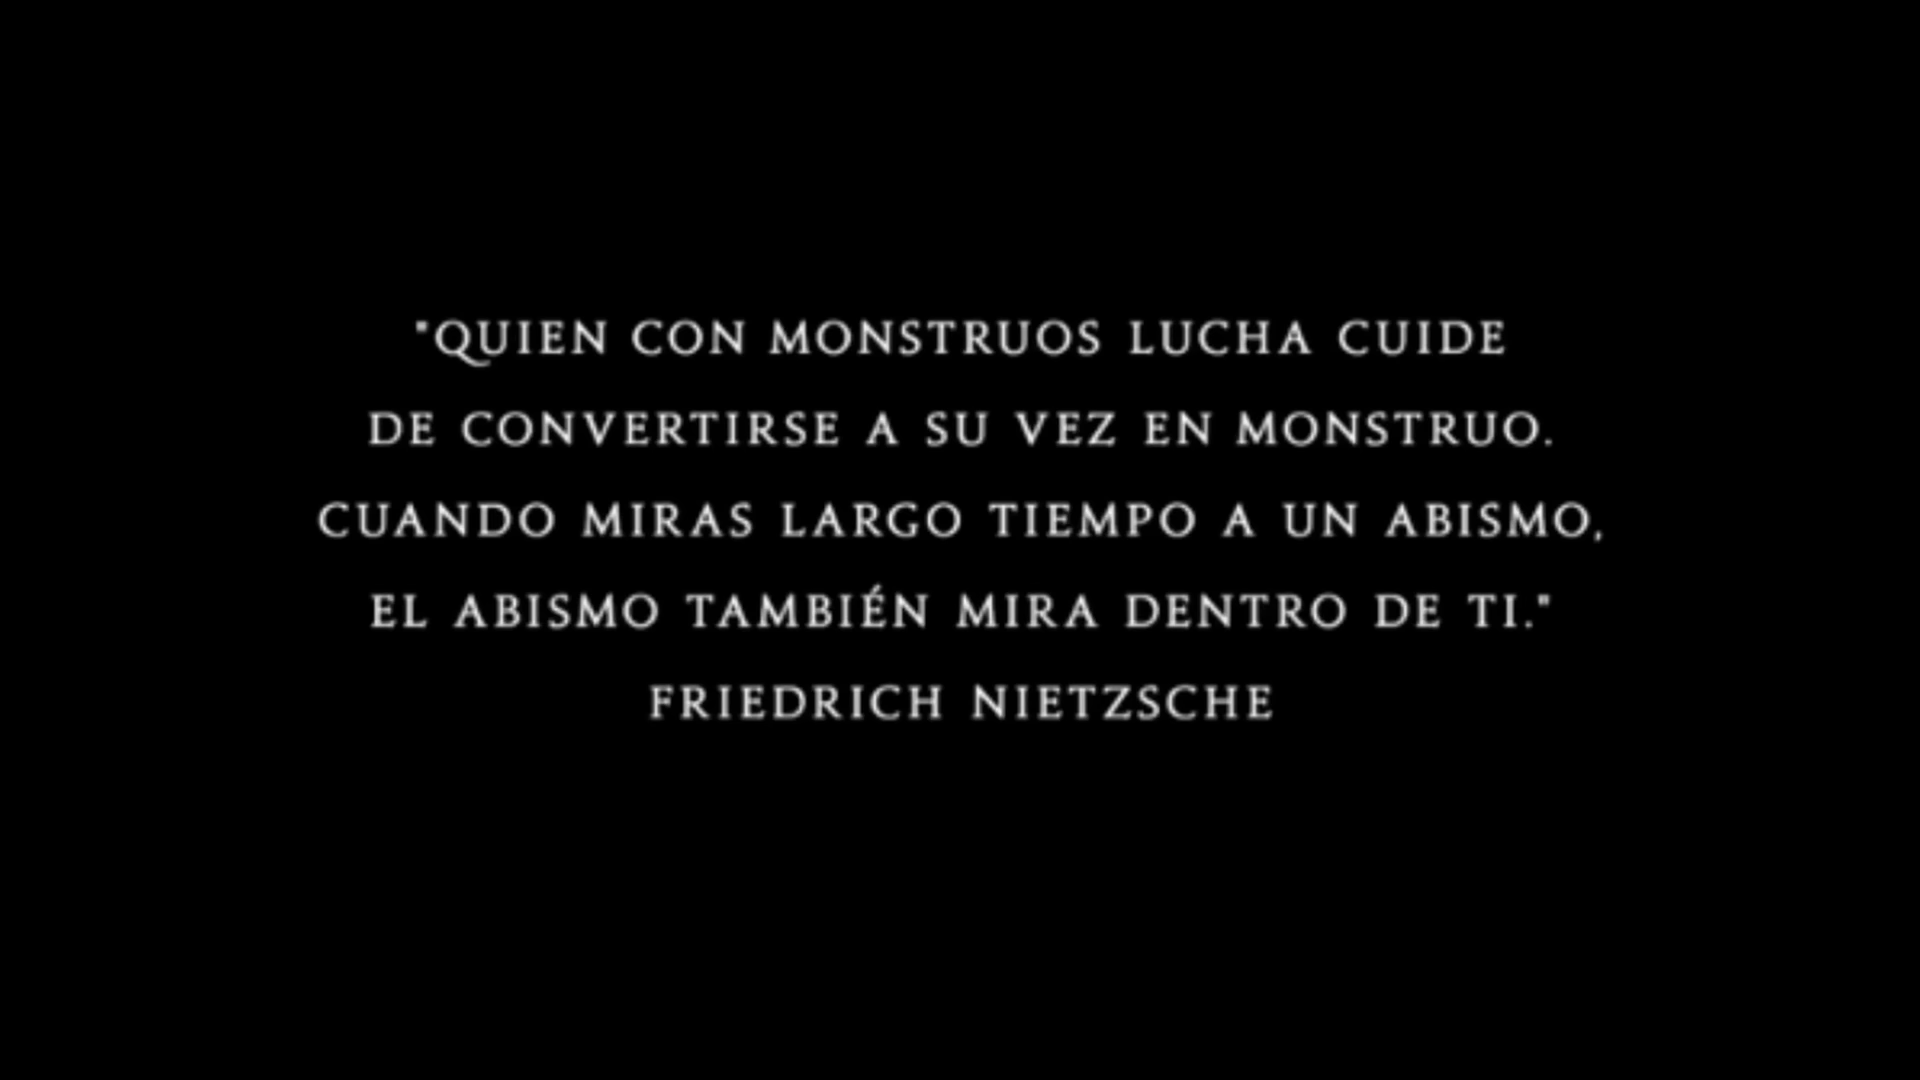 "QUIEN CON MONSTRUOS LUCHA CUIDE
DE CONVERTIRSE A SU VEZ EN MONSTRUO.
CUANDO MIRAS LARGO TIEMPO A UN ABISMO,
EL ABISMO TAMBIÉN MIRA DENTRO DE TI."
FRIEDRICH NIETZSCHE